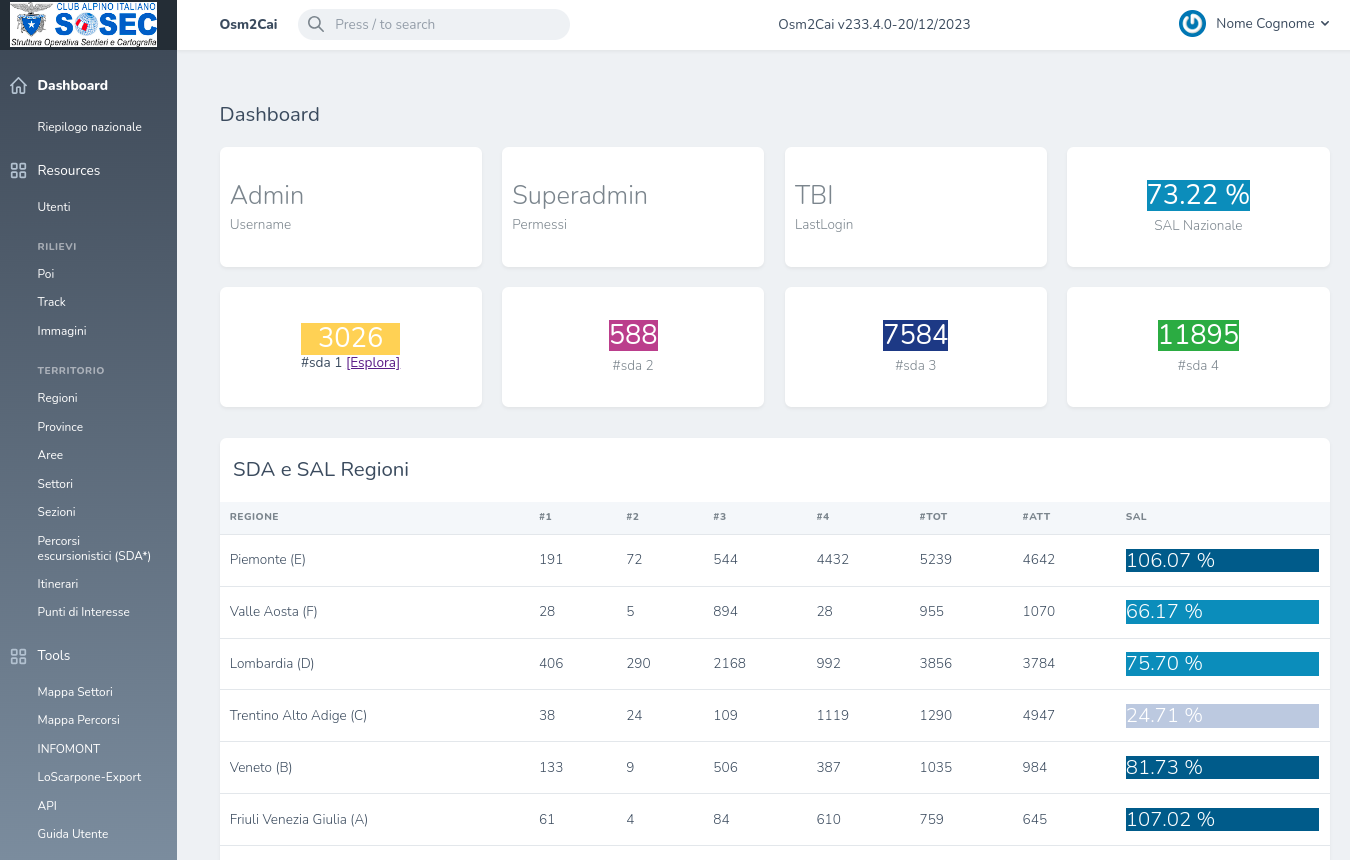 CLUB ALPINO ITALIANO
SOSEC
Struttura Operativa Sentieri e Cartografia
Osm2Cai
Press / to search
Osm2Cai v233.4.0-20/12/2023
Nome Cognome
Dashboard
Riepilogo nazionale
Resources
Utenti
RILIEVI
Poi
Track
Immagini
TERRITORIO
Regioni
Province
Aree
Settori
Sezioni
Percorsi
escursionistici (SDA*)
Itinerari
Punti di Interesse
Tools
Mappa Settori
Mappa Percorsi
INFOMONT
LoScarpone-Export
API
Guida Utente
Dashboard
Admin
Username
Superadmin
Permessi
TBI
LastLogin
73.22 %
SAL Nazionale
3026
#sda 1 [Esplora]
588
#sda 2
7584
#sda 3
11895
#sda 4
SDA e SAL Regioni
REGIONE #1 #2 #3 #4 #TOT #ATT SAL
Piemonte (E) 191 72 544 4432 5239 4642 106.07 %
Valle Aosta (F) 28 5 894 28 955 1070 66.17 %
Lombardia (D) 406 290 2168 992 3856 3784 75.70 %
Trentino Alto Adige (C) 38 24 109 1119 1290 4947 24.71 %
Veneto (B) 133 9 506 387 1035 984 81.73 %
Friuli Venezia Giulia (A) 61 4 84 610 759 645 107.02 %